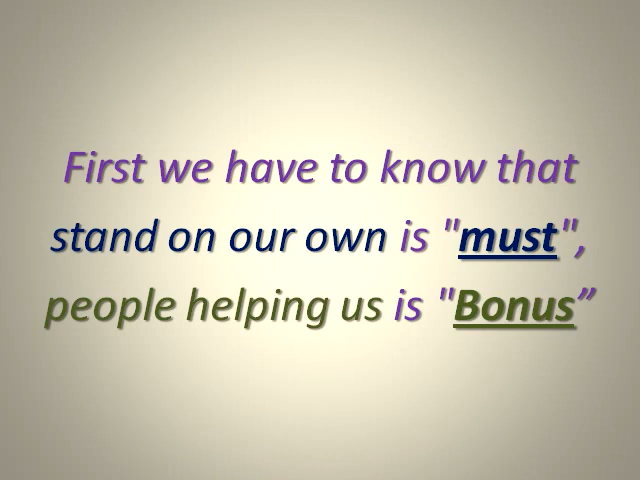 First we have to know that
stand on our own is "must",
people helping us is "Bonus”